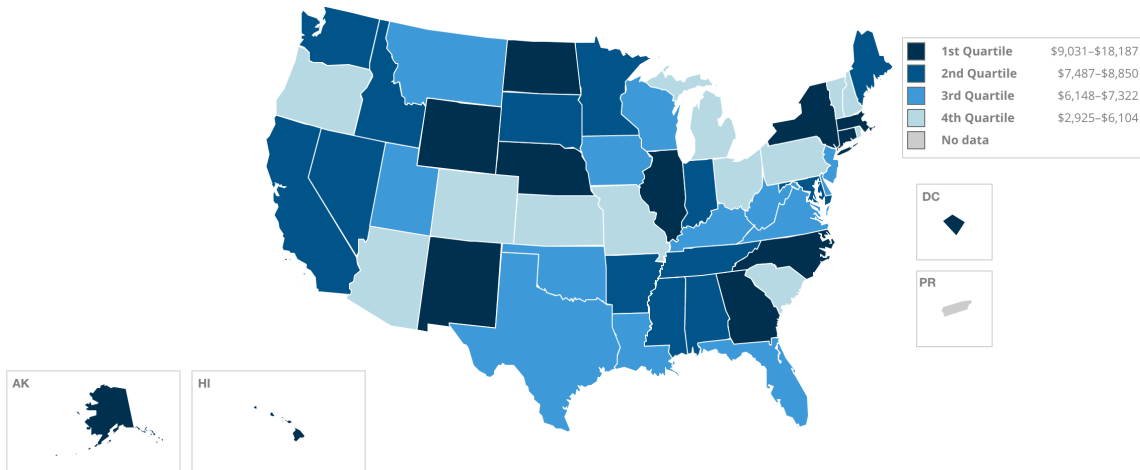 1st Quartile $9,031–$18,187
2nd Quartile $7,487–$8,850
3rd Quartile $6,148–$7,322
4th Quartile $2,925–$6,104
No data
DC
PR
AK
HI